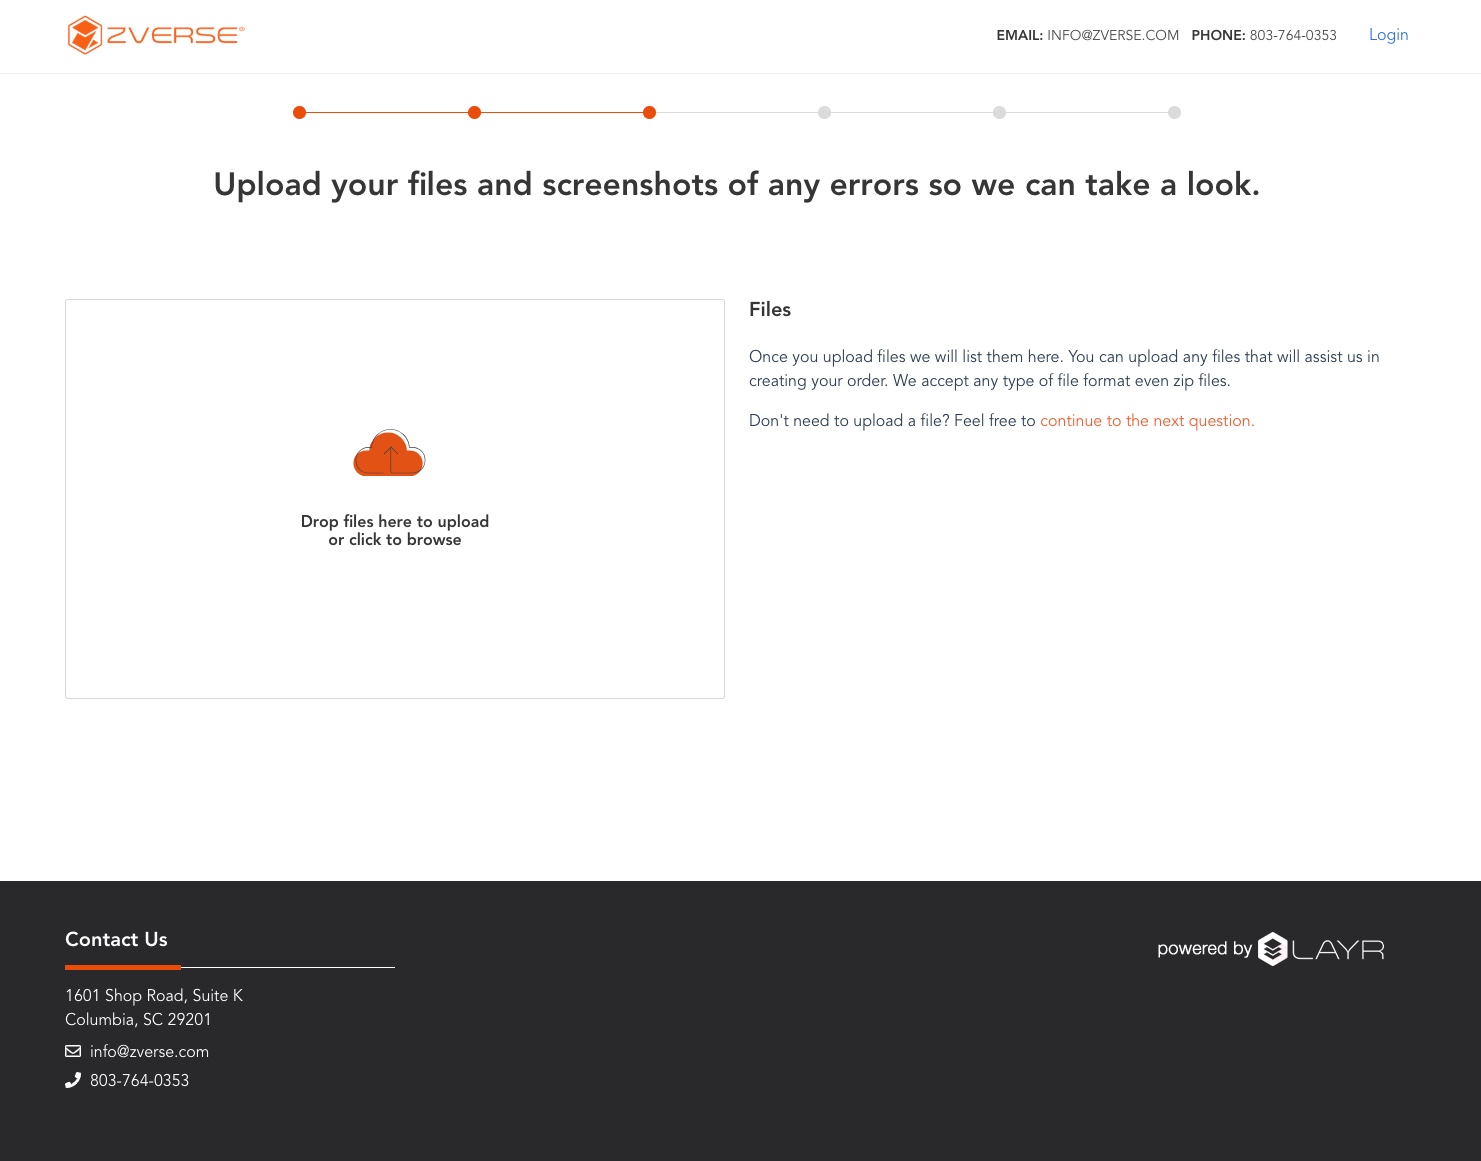 ZVERSE®
EMAIL: INFO@ZVERSE.COM PHONE: 803-764-0353 Login
Upload your files and screenshots of any errors so we can take a look.
Drop files here to upload
or click to browse
Files
Once you upload files we will list them here. You can upload any files that will assist us in
creating your order. We accept any type of file format even zip files.
Don't need to upload a file? Feel free to continue to the next question.
Contact Us
1601 Shop Road, Suite K
Columbia, SC 29201
info@zverse.com
803-764-0353
powered by LAYR